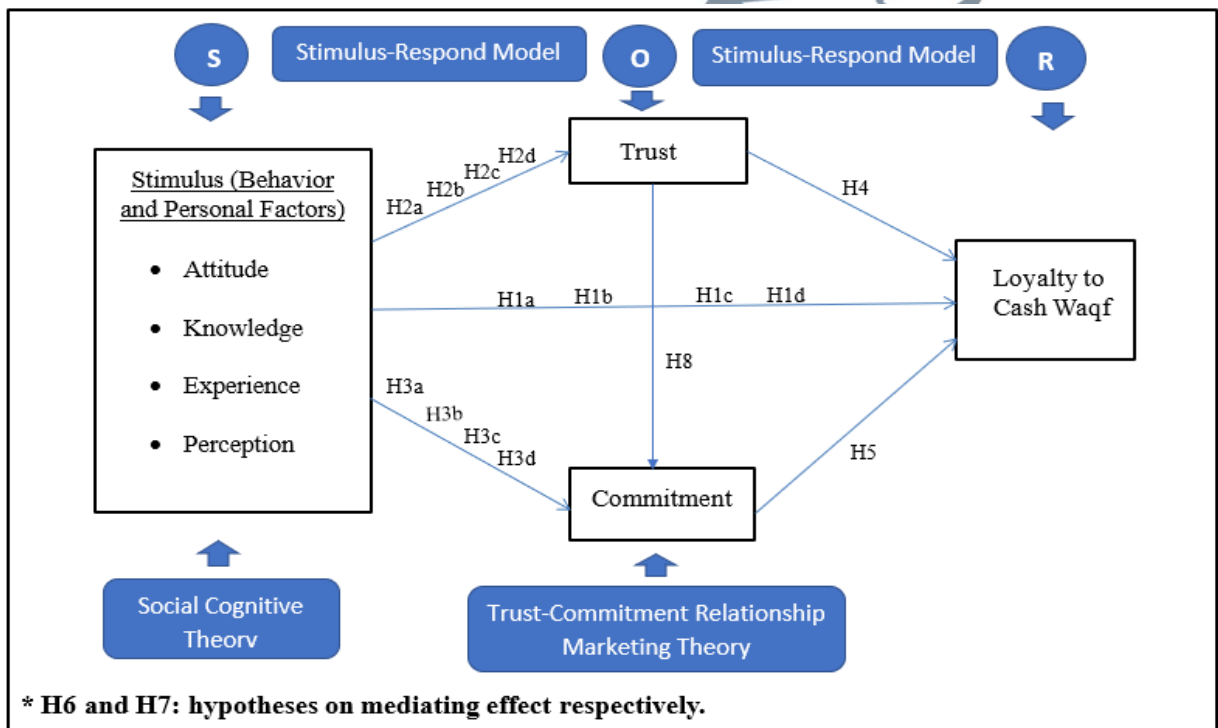 S
Stimulus-Respond Model
O
Stimulus-Respond Model
R
Stimulus (Behavior
and Personal Factors)
• Attitude
• Knowledge
• Experience
• Perception
H2a
H2b
H2c
H2d
Trust
H4
H1a
H1b
H1c
H1d
Loyalty to
Cash Waqf
H8
H3a
H3b
H3c
H3d
Commitment
H5
Social Cognitive
Theory
Trust-Commitment Relationship
Marketing Theory
* H6 and H7: hypotheses on mediating effect respectively.